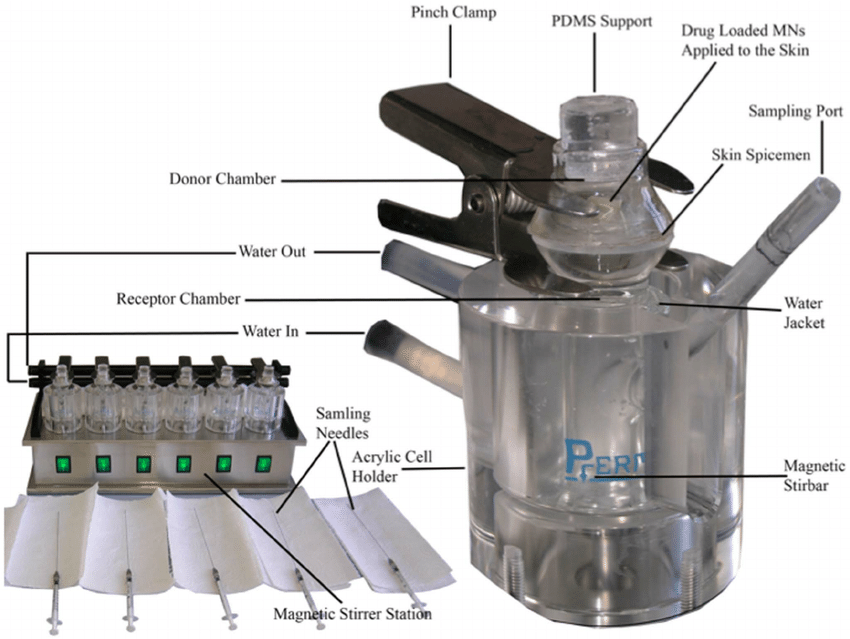 Pinch Clamp
PDMS Support
Drug Loaded MNs
Applied to the Skin
Sampling Port
Skin Spicemen
Donor Chamber
Water Out
Receptor Chamber
Water
Jacket
Water In
Samling
Needles
Acrylic Cell
Holder
Magnetic
Stirbar
Magnetic Stirrer Station